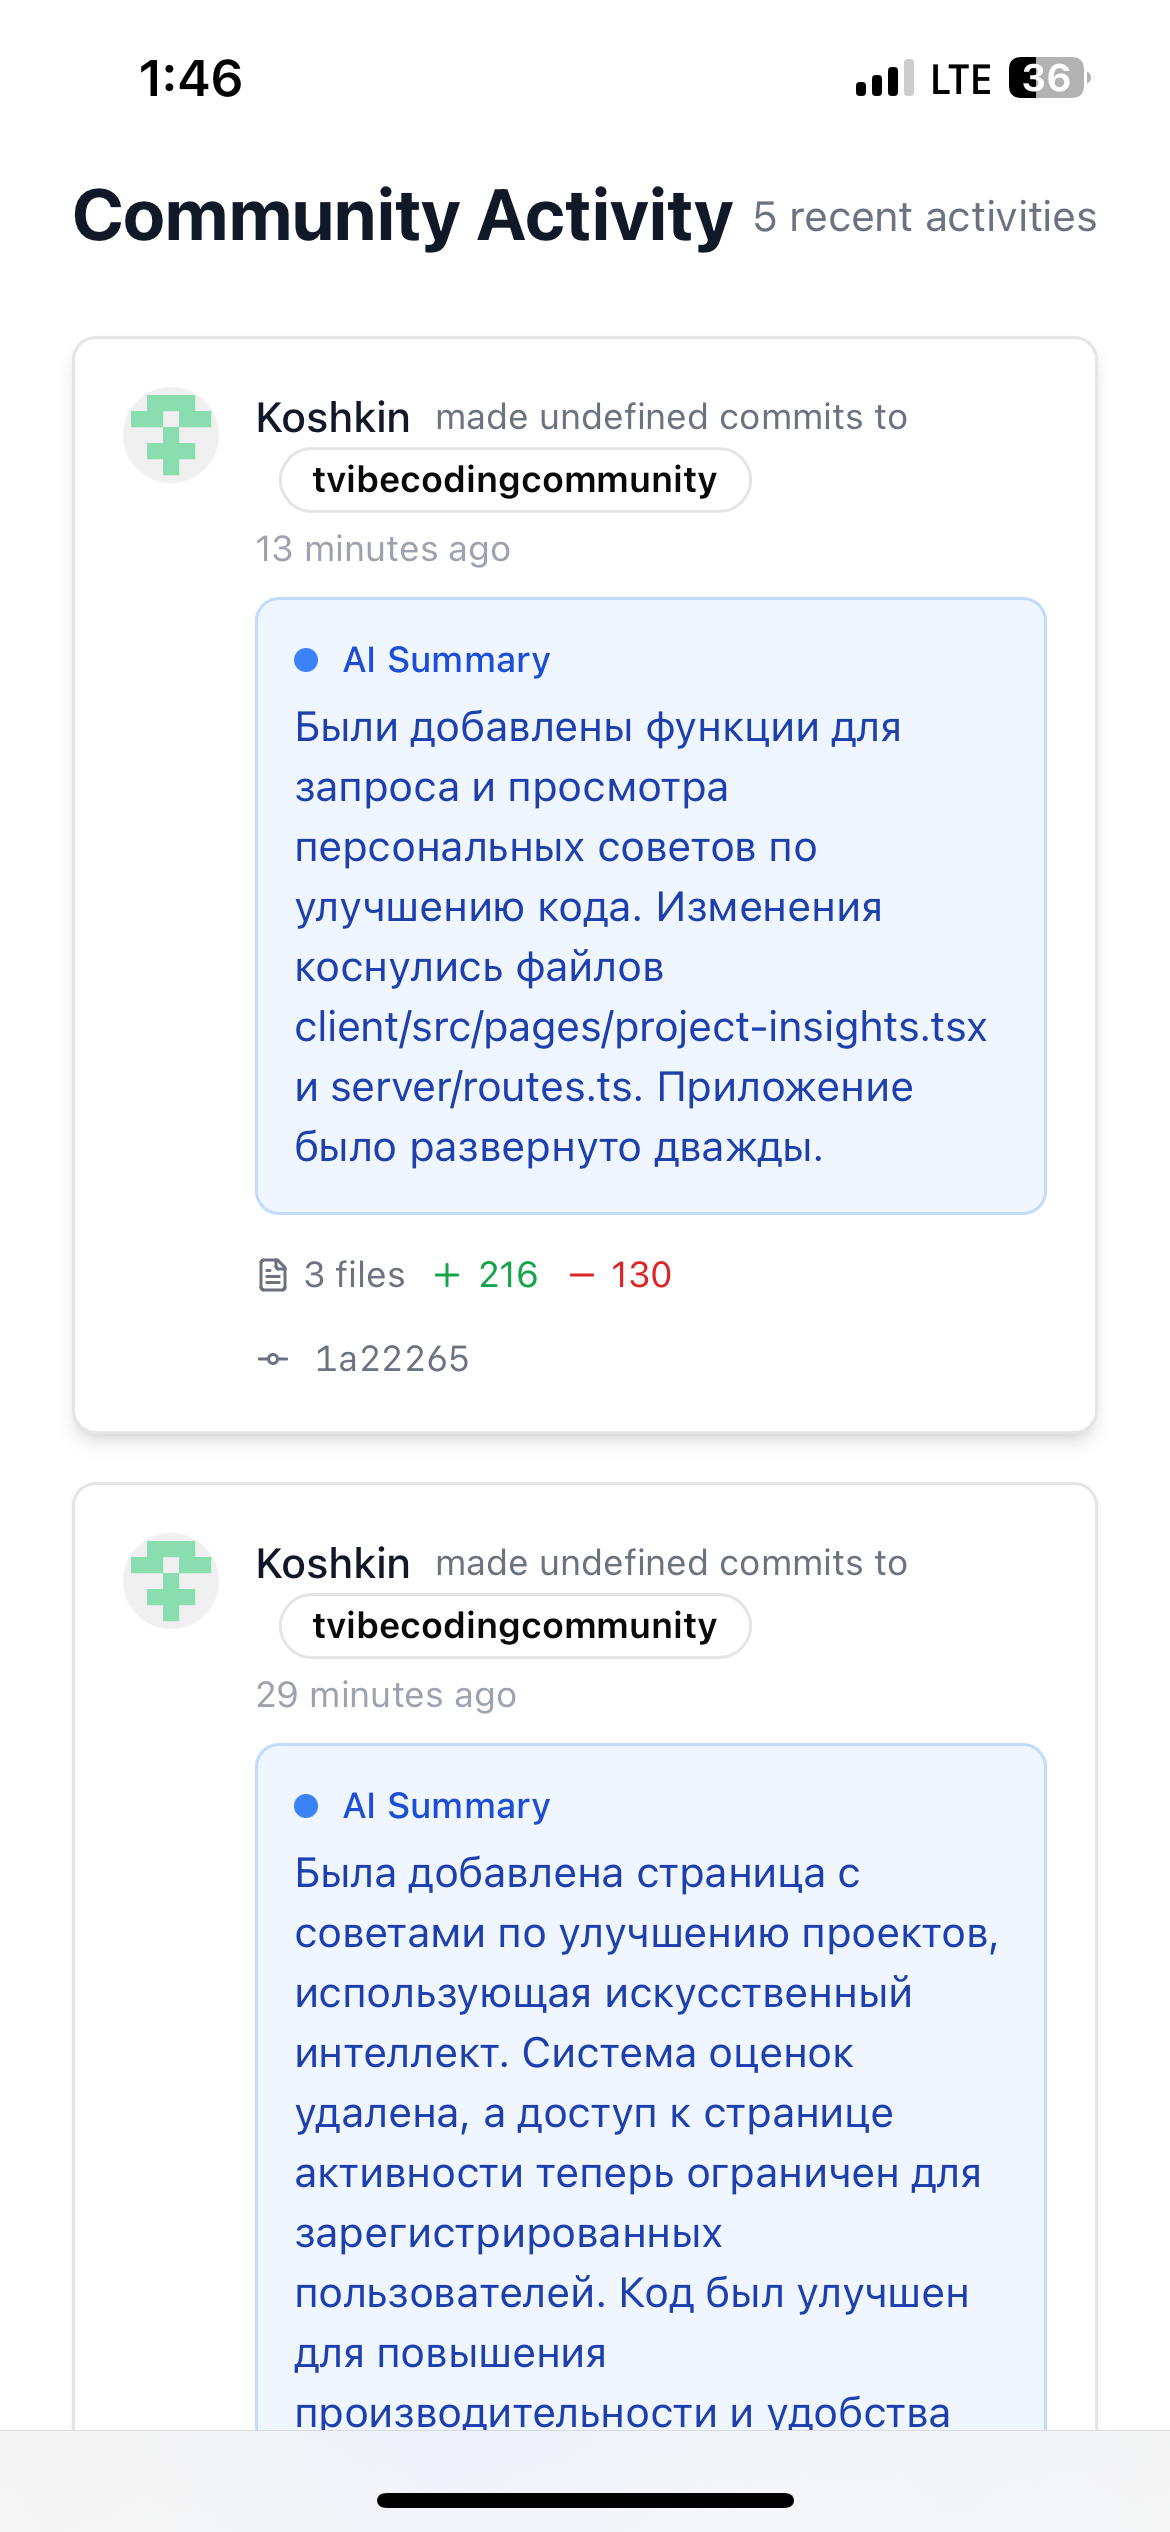 1:46
LTE 36
Community Activity 5 recent activities
Koshkin made undefined commits to
tvibecodingcommunity
13 minutes ago
AI Summary
Были добавлены функции для
запроса и просмотра
персональных советов по
улучшению кода. Изменения
коснулись файлов
client/src/pages/project-insights.tsx
и server/routes.ts. Приложение
было развернуто дважды.
3 files + 216 − 130
1a22265
Koshkin made undefined commits to
tvibecodingcommunity
29 minutes ago
AI Summary
Была добавлена страница с
советами по улучшению проектов,
использующая искусственный
интеллект. Система оценок
удалена, а доступ к странице
активности теперь ограничен для
зарегистрированных
пользователей. Код был улучшен
для повышения
производительности и удобства